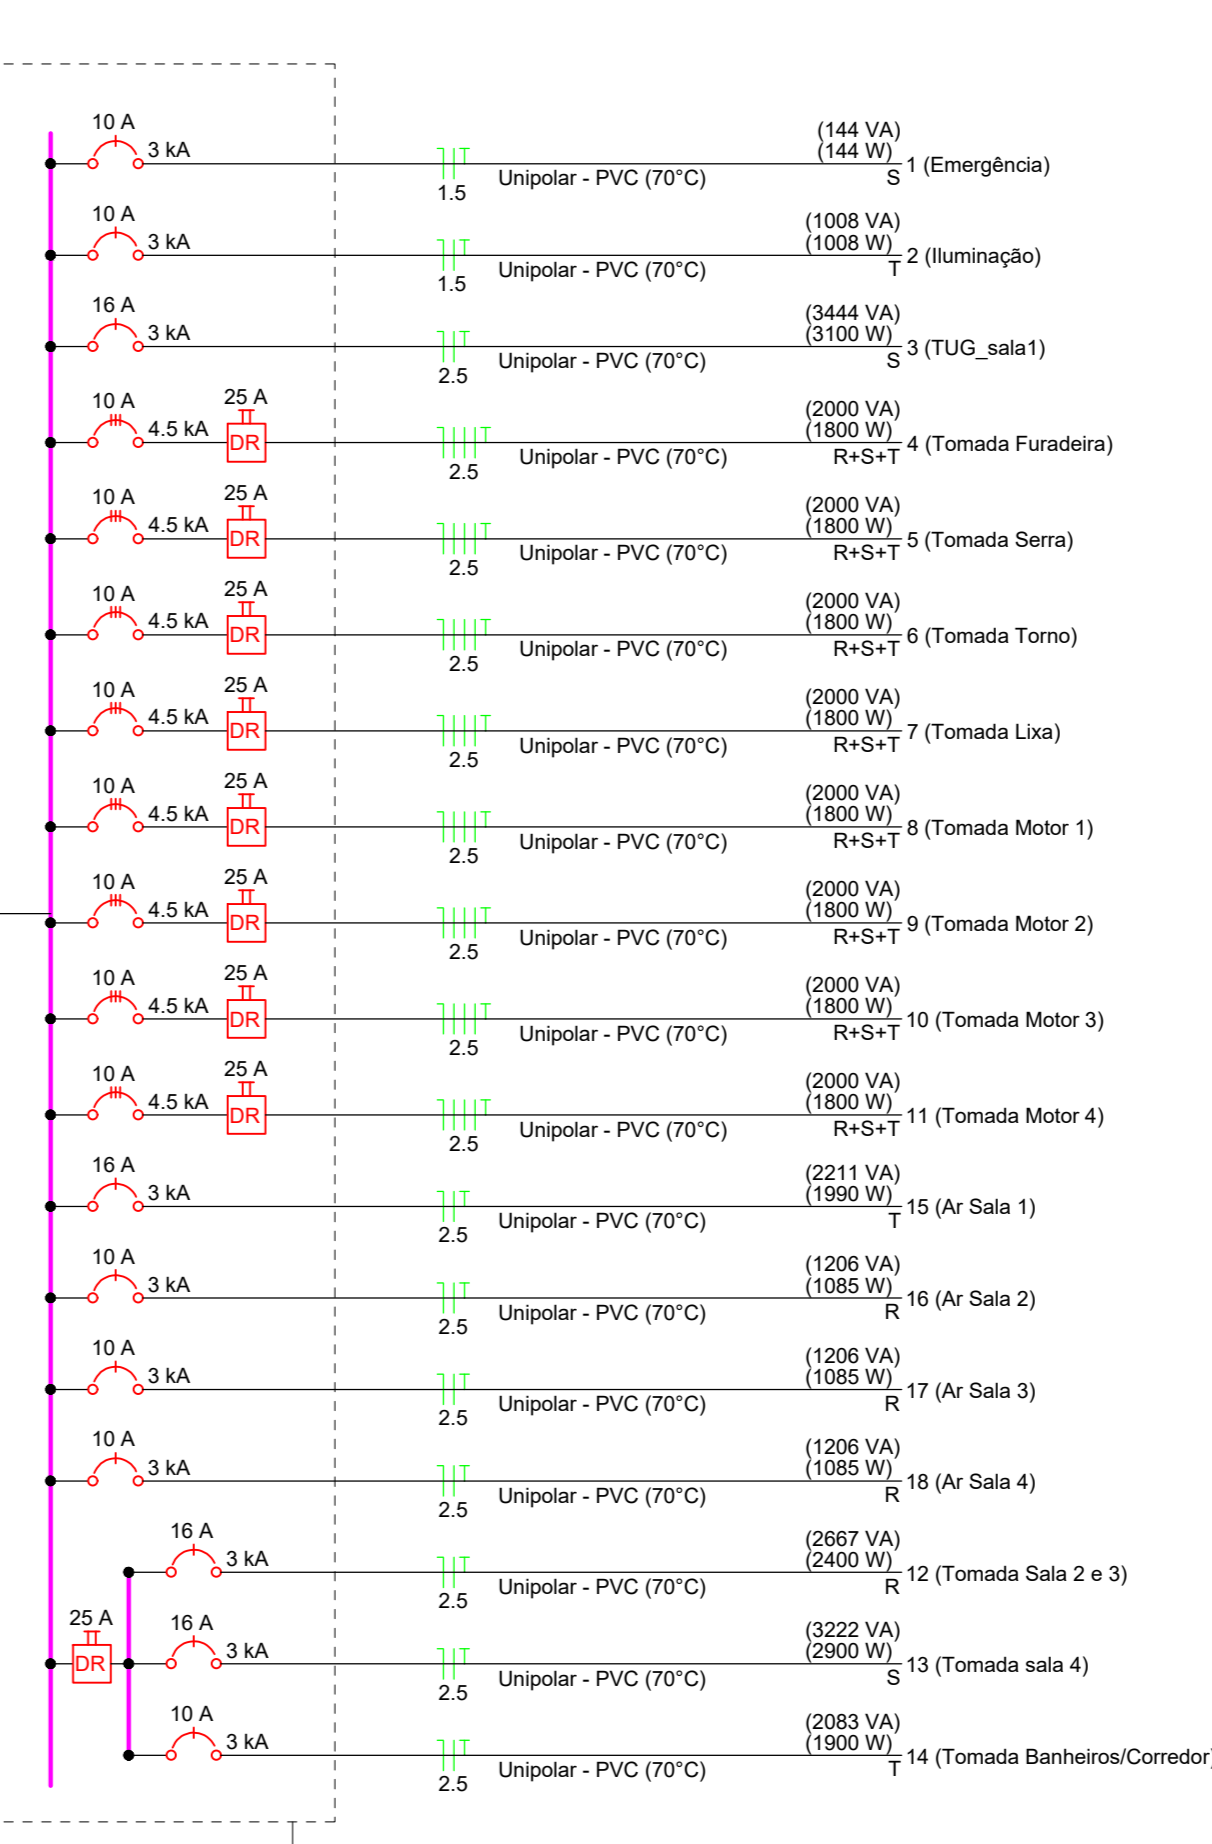 10 A
3 kA
1.5
Unipolar - PVC (70°C)
(144 VA)
(144 W)
S
1 (Emergência)
10 A
3 kA
1.5
Unipolar - PVC (70°C)
(1008 VA)
(1008 W)
T
2 (Iluminação)
16 A
3 kA
2.5
Unipolar - PVC (70°C)
(3444 VA)
(3100 W)
S
3 (TUG_sala1)
10 A
4.5 kA
25 A
DR
2.5
Unipolar - PVC (70°C)
(2000 VA)
(1800 W)
R+S+T
4 (Tomada Furadeira)
10 A
4.5 kA
25 A
DR
2.5
Unipolar - PVC (70°C)
(2000 VA)
(1800 W)
R+S+T
5 (Tomada Serra)
10 A
4.5 kA
25 A
DR
2.5
Unipolar - PVC (70°C)
(2000 VA)
(1800 W)
R+S+T
6 (Tomada Torno)
10 A
4.5 kA
25 A
DR
2.5
Unipolar - PVC (70°C)
(2000 VA)
(1800 W)
R+S+T
7 (Tomada Lixa)
10 A
4.5 kA
25 A
DR
2.5
Unipolar - PVC (70°C)
(2000 VA)
(1800 W)
R+S+T
8 (Tomada Motor 1)
10 A
4.5 kA
25 A
DR
2.5
Unipolar - PVC (70°C)
(2000 VA)
(1800 W)
R+S+T
9 (Tomada Motor 2)
10 A
4.5 kA
25 A
DR
2.5
Unipolar - PVC (70°C)
(2000 VA)
(1800 W)
R+S+T
10 (Tomada Motor 3)
10 A
4.5 kA
25 A
DR
2.5
Unipolar - PVC (70°C)
(2000 VA)
(1800 W)
R+S+T
11 (Tomada Motor 4)
16 A
3 kA
2.5
Unipolar - PVC (70°C)
(2211 VA)
(1990 W)
T
15 (Ar Sala 1)
10 A
3 kA
2.5
Unipolar - PVC (70°C)
(1206 VA)
(1085 W)
R
16 (Ar Sala 2)
10 A
3 kA
2.5
Unipolar - PVC (70°C)
(1206 VA)
(1085 W)
R
17 (Ar Sala 3)
10 A
3 kA
2.5
Unipolar - PVC (70°C)
(1206 VA)
(1085 W)
R
18 (Ar Sala 4)
16 A
3 kA
2.5
Unipolar - PVC (70°C)
(2667 VA)
(2400 W)
R
12 (Tomada Sala 2 e 3)
25 A
DR
16 A
3 kA
2.5
Unipolar - PVC (70°C)
(3222 VA)
(2900 W)
S
13 (Tomada sala 4)
10 A
3 kA
2.5
Unipolar - PVC (70°C)
(2083 VA)
(1900 W)
T
14 (Tomada Banheiros/Corredor)